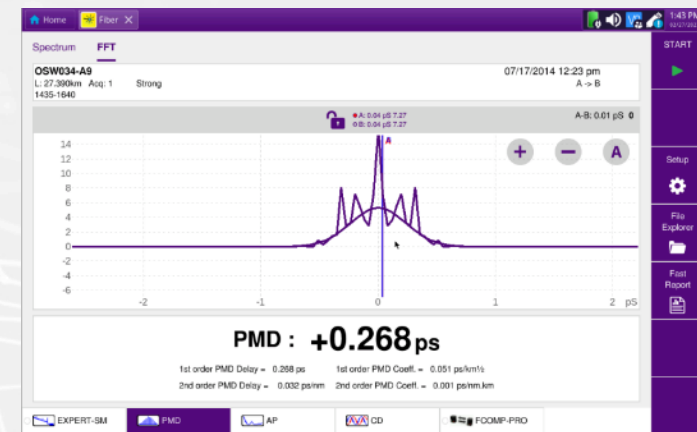 Home Fiber X 1:43 PM
START
Spectrum FFT
OSW034-A9 07/17/2014 12:23 pm
L: 27.390km Acq: 1 Strong A -> B
1435-1640
A: 0.04 pS 7.27 A-B: 0.01 pS 0
B: 0.04 pS 7.27
A
14
12
10
8
6
4
2
0
-2
-4
-6
-2 -1 0 1 2 pS
+ − A
Setup
File
Explorer
Fast
Report
PMD : +0.268 ps
1st order PMD Delay = 0.268 ps 1st order PMD Coeff. = 0.051 ps/km½
2nd order PMD Delay = 0.032 ps/nm 2nd order PMD Coeff. = 0.001 ps/nm.km
EXPERT-SM PMD AP CD FCOMP-PRO